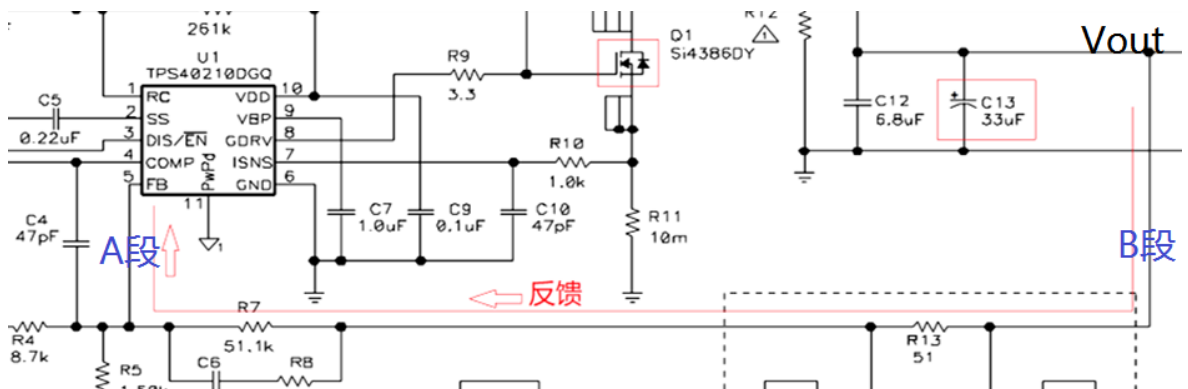 261k
R12
1
Q1
Si4386DY
Vout
U1
TPS40210DGQ
R9
3.3
C5
0.22uF
1 RC VDD 10
2 SS VBP 9
3 DIS/EN GDRV 8
4 COMP ISNS 7
5 FB GND 6
PwPd
11
1
C12
6.8uF
+
C13
33uF
R10
1.0k
C4
47pF
C7
1.0uF
C9
0.1uF
C10
47pF
R11
10m
A段
B段
反馈
R4
8.7k
R7
51.1k
R13
51
R5
C6
R8